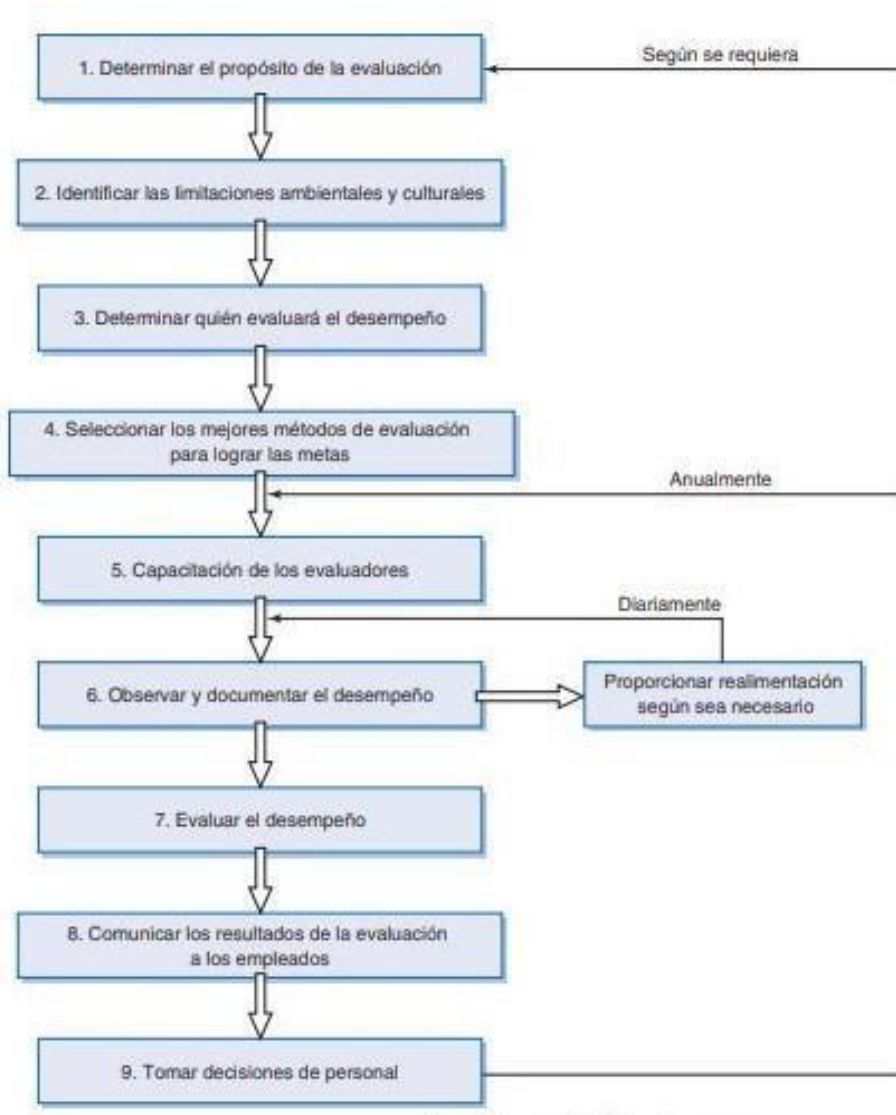 1. Determinar el propósito de la evaluación
Según se requiera
2. Identificar las limitaciones ambientales y culturales
3. Determinar quién evaluará el desempeño
4. Seleccionar los mejores métodos de evaluación
para lograr las metas
Anualmente
5. Capacitación de los evaluadores
Diariamente
6. Observar y documentar el desempeño
Proporcionar realimentación
según sea necesario
7. Evaluar el desempeño
8. Comunicar los resultados de la evaluación
a los empleados
9. Tomar decisiones de personal